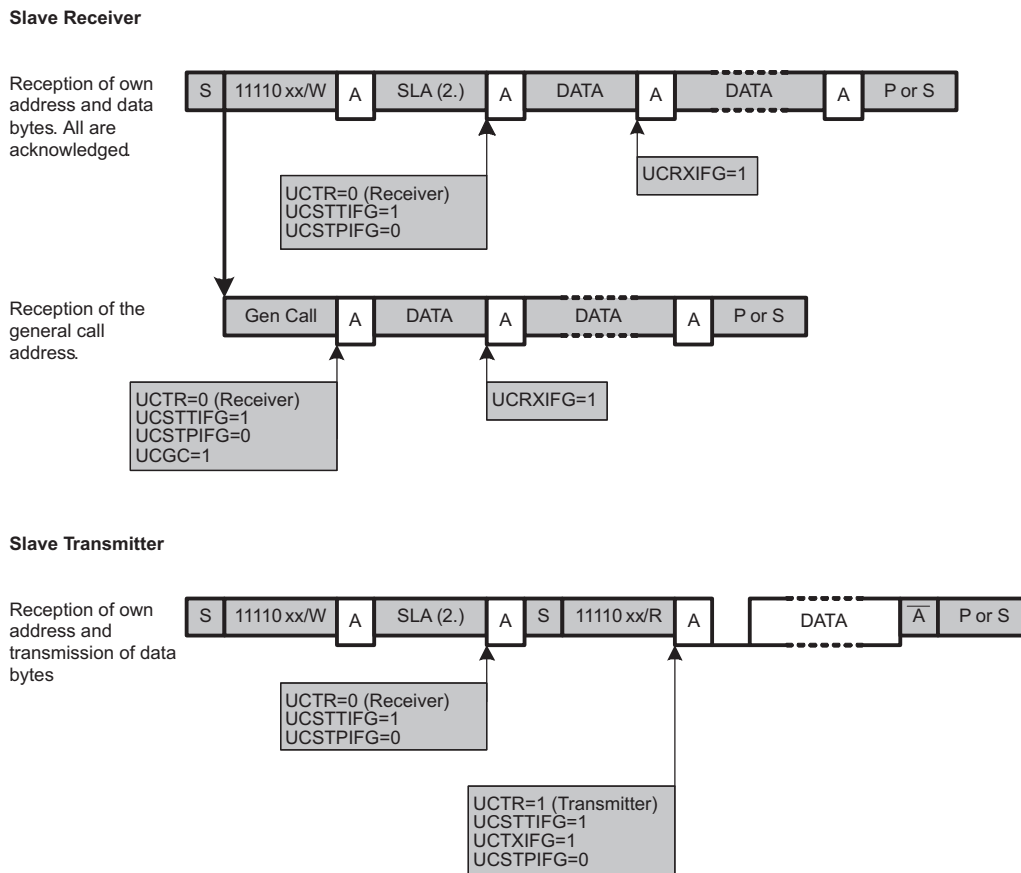 Slave Receiver
Reception of own
address and data
bytes. All are
acknowledged.
S 11110 xx/W A SLA (2.) A DATA A DATA A P or S
UCTR=0 (Receiver)
UCSTTIFG=1
UCSTPIFG=0
UCRXIFG=1
Reception of the
general call
address.
Gen Call A DATA A DATA A P or S
UCTR=0 (Receiver)
UCSTTIFG=1
UCSTPIFG=0
UCGC=1
UCRXIFG=1
Slave Transmitter
Reception of own
address and
transmission of data
bytes
S 11110 xx/W A SLA (2.) A S 11110 xx/R A DATA A̅ P or S
UCTR=0 (Receiver)
UCSTTIFG=1
UCSTPIFG=0
UCTR=1 (Transmitter)
UCSTTIFG=1
UCTXIFG=1
UCSTPIFG=0